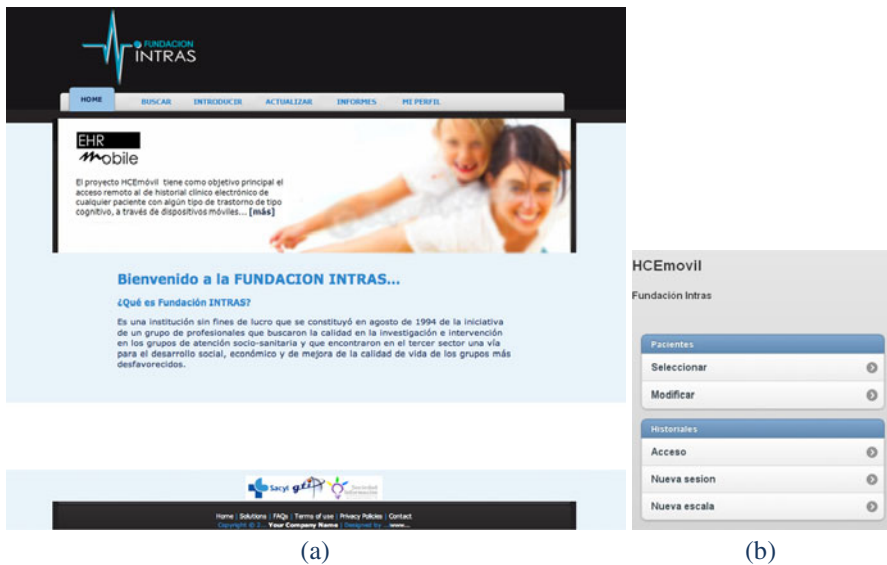 FUNDACION
INTRAS
HOME BUSCAR INTRODUCIR ACTUALIZAR INFORMES MI PERFIL
EHR
mobile
El proyecto HCEmóvil tiene como objetivo principal el
acceso remoto al de historial clínico electrónico de
cualquier paciente con algún tipo de trastorno de tipo
cognitivo, a través de dispositivos móviles... [más]
Bienvenido a la FUNDACION INTRAS...
¿Qué es Fundación INTRAS?
Es una institución sin fines de lucro que se constituyó en agosto de 1994 de la iniciativa
de un grupo de profesionales que buscaron la calidad en la investigación e intervención
en los grupos de atención socio-sanitaria y que encontraron en el tercer sector una vía
para el desarrollo social, económico y de mejora de la calidad de vida de los grupos más
desfavorecidos.
Sacyl Sociedad
Información
Home | Solutions | FAQs | Terms of use | Privacy Policies | Contact
Copyright © 2... Your Company Name | Designed by ...www...
(a)
HCEmovil
Fundación Intras
Pacientes
Seleccionar
Modificar
Historiales
Acceso
Nueva sesion
Nueva escala
(b)